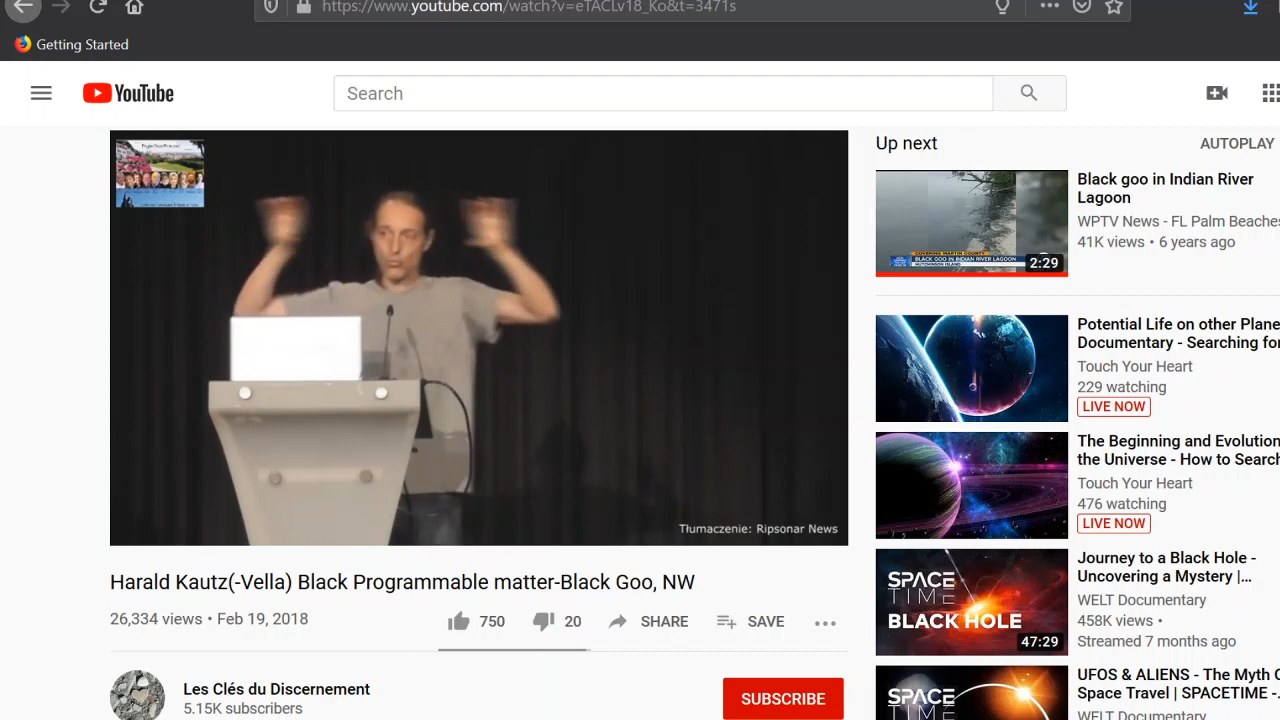 https://www.youtube.com/watch?v=eTACLv18_Ko&t=3471s
Getting Started
YouTube
Search
Tłumaczenie: Ripsonar News
Harald Kautz(-Vella) Black Programmable matter-Black Goo, NW
26,334 views • Feb 19, 2018
750
20
SHARE
SAVE
Les Clés du Discernement
5.15K subscribers
SUBSCRIBE
Up next
AUTOPLAY
BLACK GOO IN INDIAN RIVER LAGOON
2:29
Black goo in Indian River
Lagoon
WPTV News - FL Palm Beaches
41K views • 6 years ago
Potential Life on other Plane
Documentary - Searching for
Touch Your Heart
229 watching
LIVE NOW
The Beginning and Evolution
the Universe - How to Search
Touch Your Heart
476 watching
LIVE NOW
SPACE
TIME
BLACK HOLE
47:29
Journey to a Black Hole -
Uncovering a Mystery |...
WELT Documentary
458K views •
Streamed 7 months ago
SPACE
UFOS & ALIENS - The Myth O
Space Travel | SPACETIME -
WELT Documentary